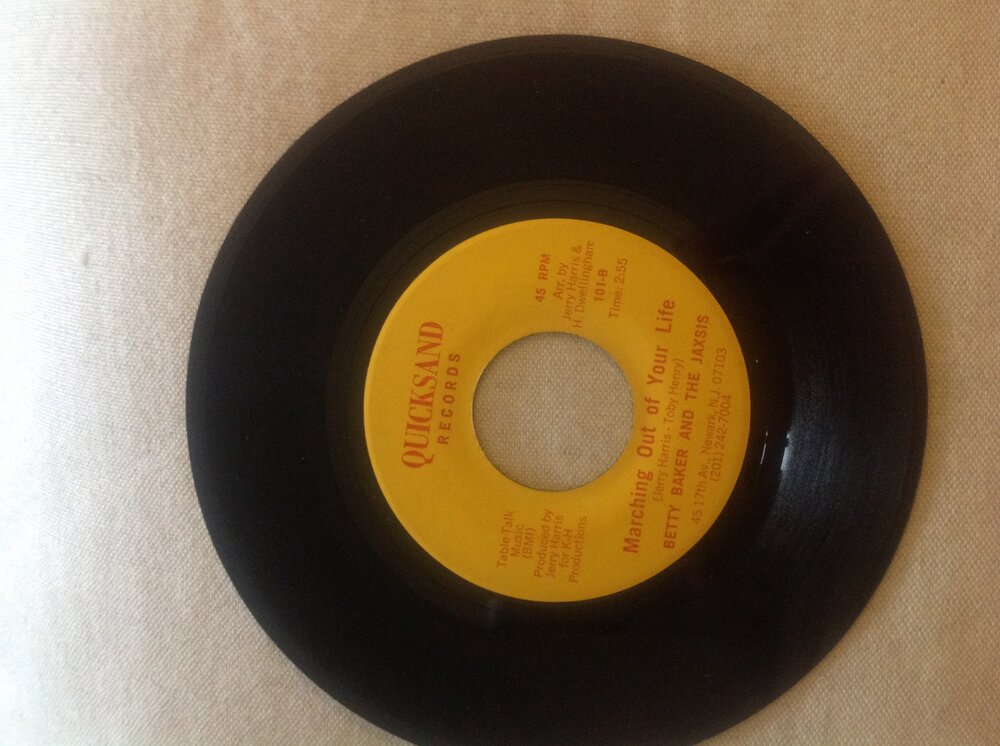 QUICKSAND
RECORDS
Table Talk
Music
(BMI)
Produced by
Jerry Harris
for K-H
Productions
45 RPM
Arr. by
Jerry Harris &
H. Dwellingham
101-B
Time: 2:55
Marching Out of Your Life
(Jerry Harris - Toby Henry)
BETTY BAKER AND THE JAXSIS
45 17th Av., Newark, N.J. 07103
(201) 242-7004